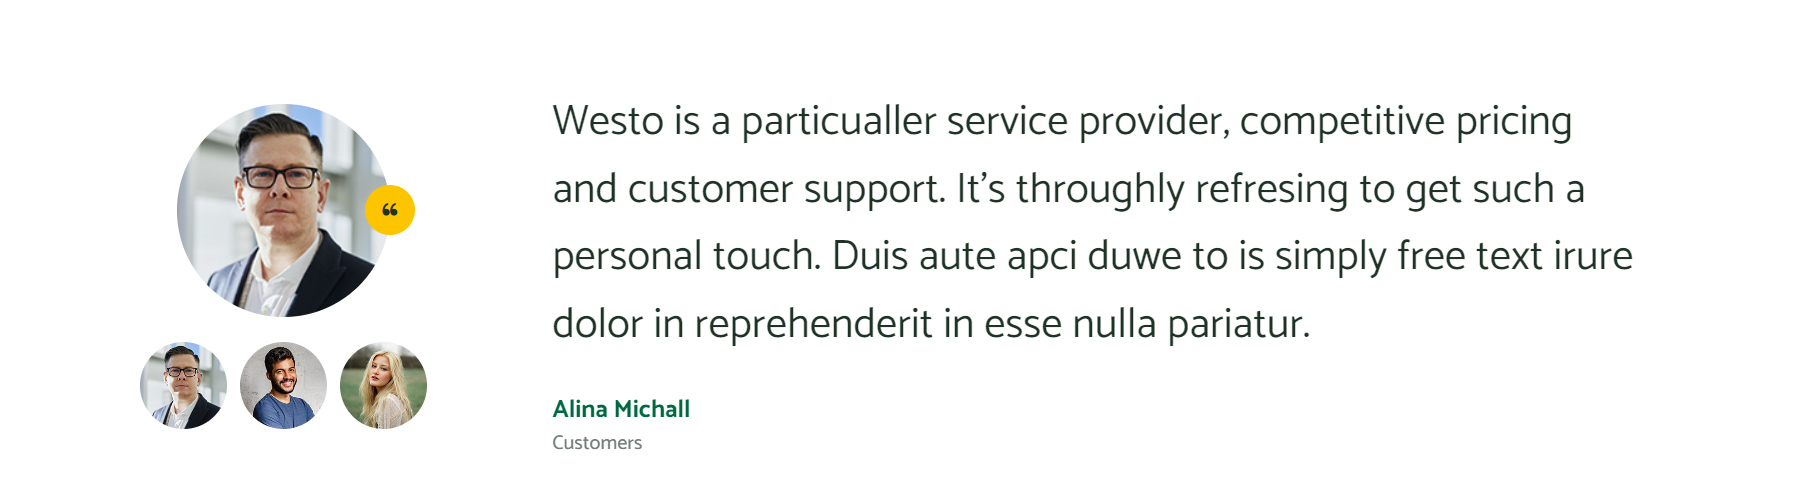 Westo is a particualler service provider, competitive pricing
and customer support. It’s throughly refresing to get such a
personal touch. Duis aute apci duwe to is simply free text irure
dolor in reprehenderit in esse nulla pariatur.
Alina Michall
Customers